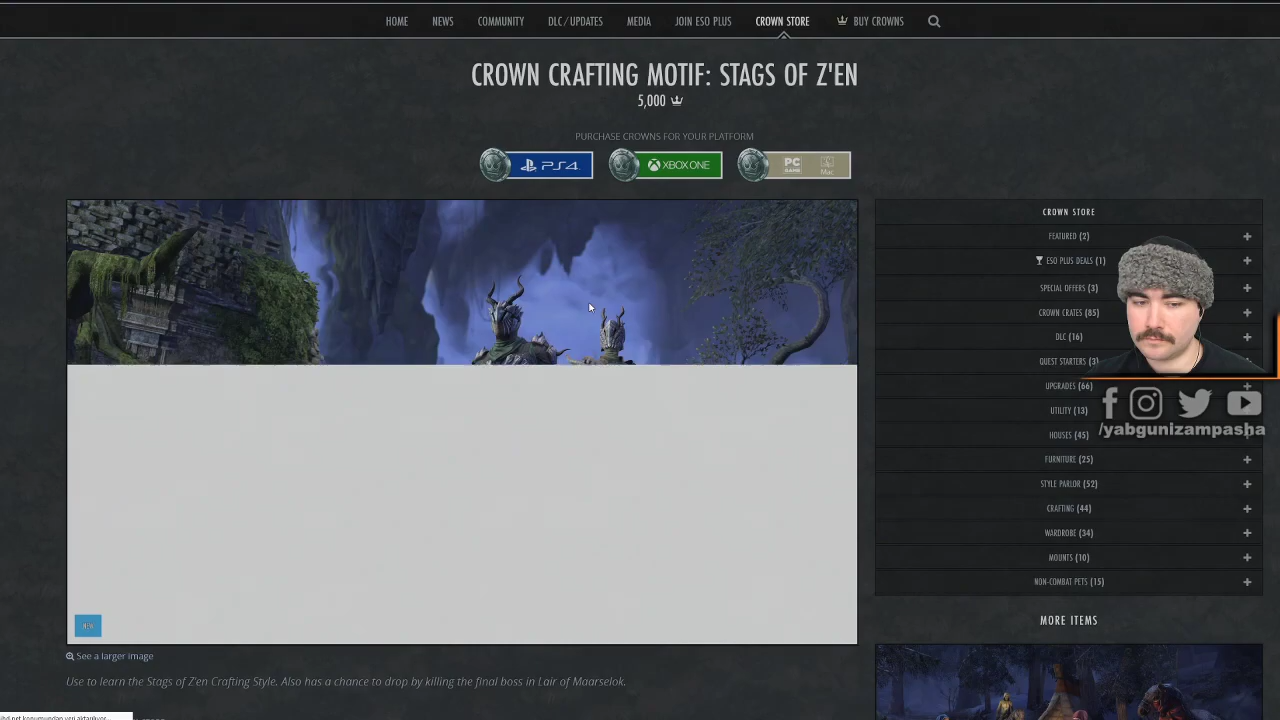 HOME NEWS COMMUNITY DLC/UPDATES MEDIA JOIN ESO PLUS CROWN STORE BUY CROWNS
CROWN CRAFTING MOTIF: STAGS OF Z'EN
5,000
PURCHASE CROWNS FOR YOUR PLATFORM
PS4 XBOX ONE PC Mac
CROWN STORE
FEATURED (2)
ESO PLUS DEALS (1)
SPECIAL OFFERS (3)
CROWN CRATES (85)
DLC (16)
QUEST STARTERS (3)
UPGRADES (66)
UTILITY (13)
HOUSES (45)
/yabgunizampasha
FURNITURE (25)
STYLE PARLOR (52)
CRAFTING (44)
WARDROBE (34)
MOUNTS (10)
NON-COMBAT PETS (15)
MORE ITEMS
NEW
See a larger image
Use to learn the Stags of Z'en Crafting Style. Also has a chance to drop by killing the final boss in Lair of Maarselok.